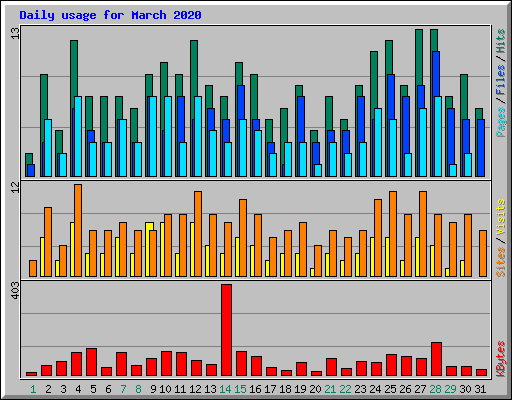 Daily usage for March 2020
13
Pages / Files / Hits
12
Sites / Visits
403
KBytes
1 2 3 4 5 6 7 8 9 10 11 12 13 14 15 16 17 18 19 20 21 22 23 24 25 26 27 28 29 30 31